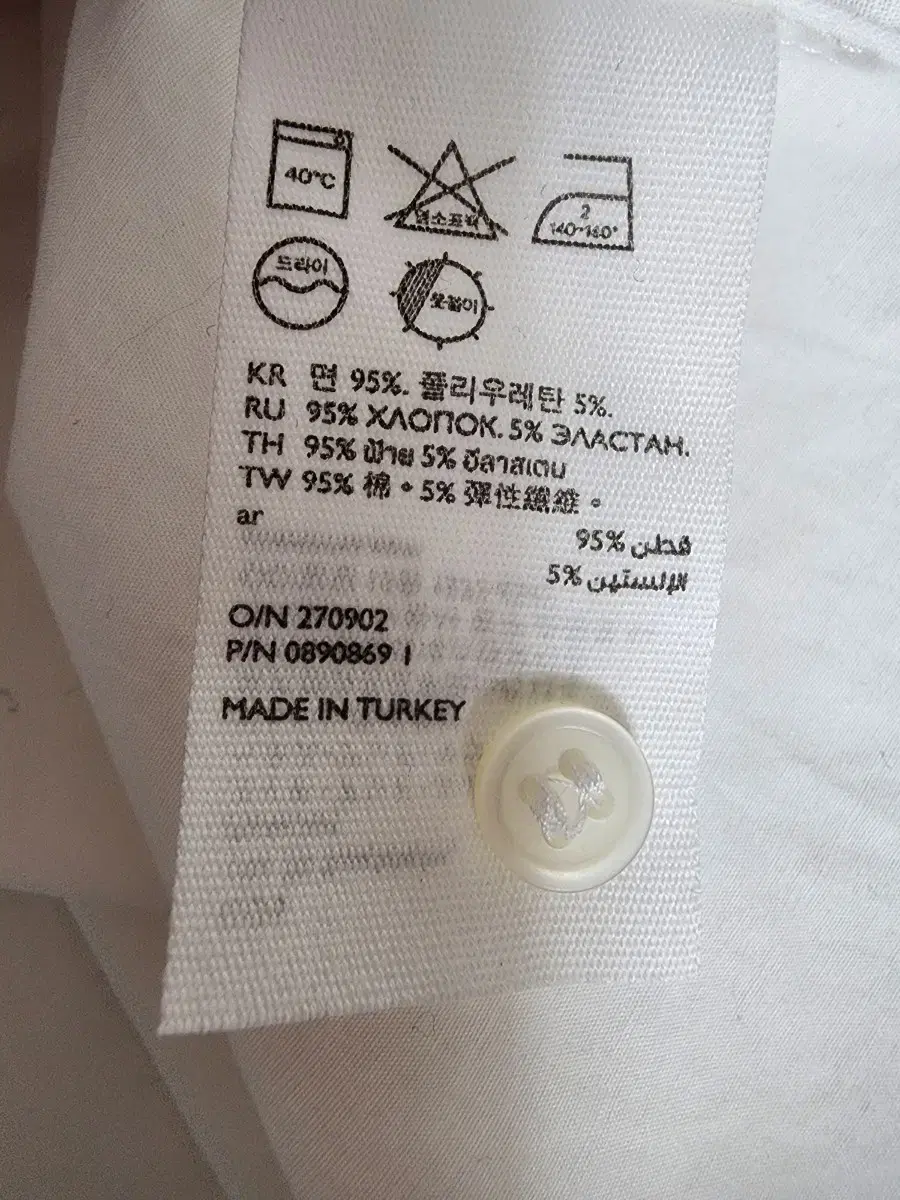 40°C
염소표백
2
140~160°
드라이
옷걸이
KR 면 95%. 폴리우레탄 5%.
RU 95% ХЛОПОК. 5% ЭЛАСТАН.
TH 95% ฝ้าย 5% อีลาสเตน
TW 95% 棉。5% 彈性纖維。
ar
95% قطن
5% إلاستين
O/N 270902
P/N 0890869 1
MADE IN TURKEY